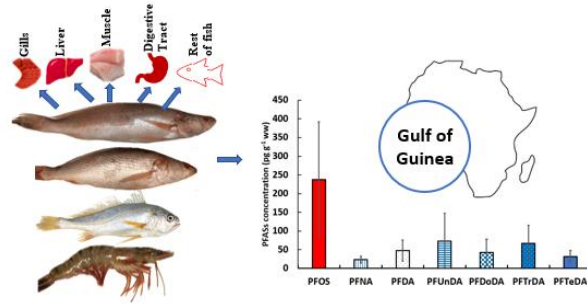 Gills
Liver
Muscle
Digestive
Tract
Rest
of fish
Gulf of
Guinea
PFASs concentration (pg g⁻¹ ww)
450
400
350
300
250
200
150
100
50
0
PFOS PFNA PFDA PFUnDA PFDoDA PFTrDA PFTeDA